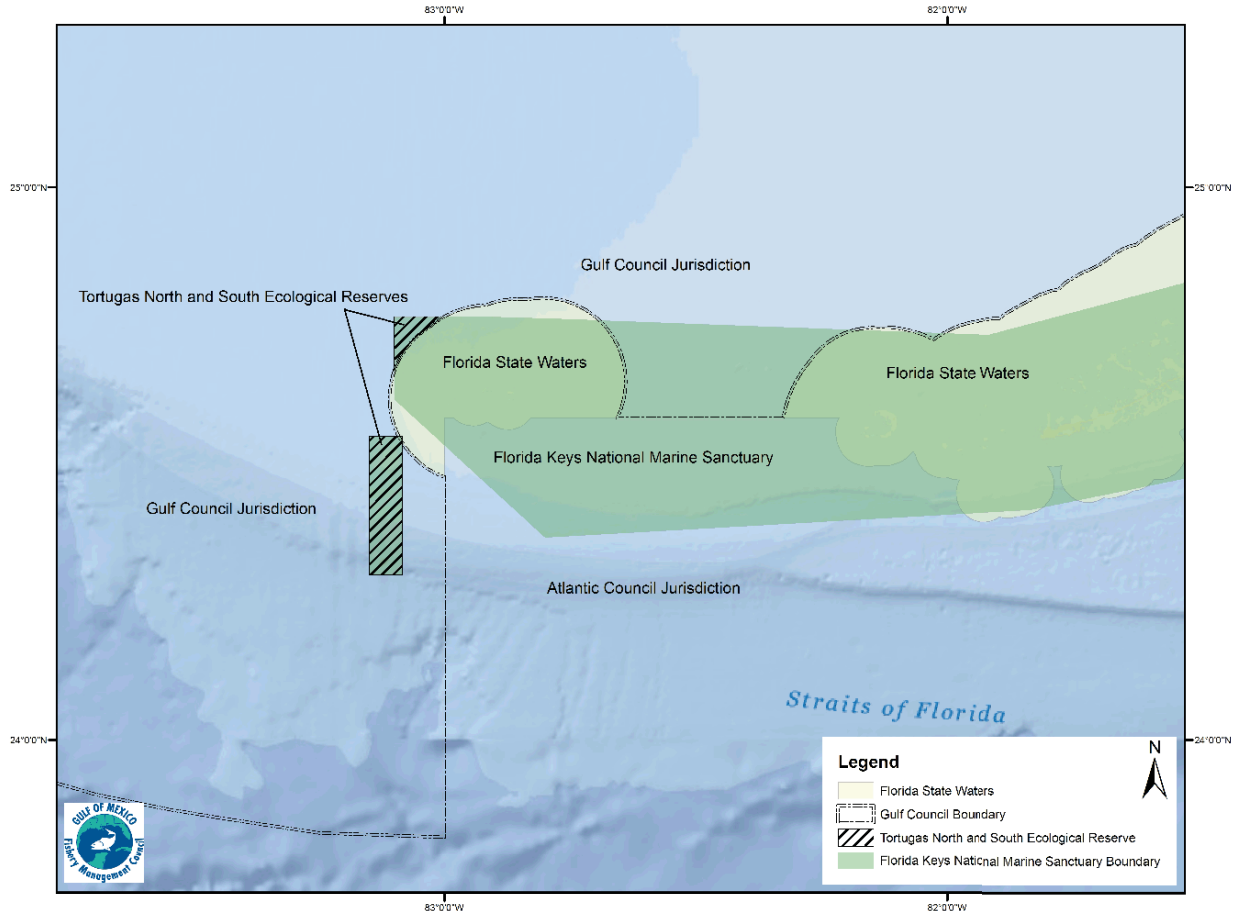 83°0'0"W
82°0'0"W
25°0'0"N
25°0'0"N
Gulf Council Jurisdiction
Tortugas North and South Ecological Reserves
Florida State Waters
Florida State Waters
Florida Keys National Marine Sanctuary
Gulf Council Jurisdiction
Atlantic Council Jurisdiction
Straits of Florida
24°0'0"N
24°0'0"N
N
Legend
Florida State Waters
Gulf Council Boundary
Tortugas North and South Ecological Reserve
Florida Keys National Marine Sanctuary Boundary
GULF OF MEXICO
Fishery Management Council
83°0'0"W
82°0'0"W